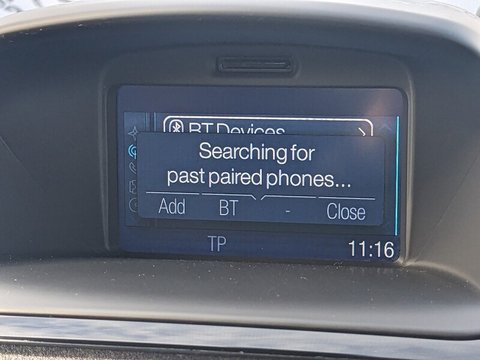 BT Devices
Searching for
past paired phones...
Add BT - Close
TP 11:16